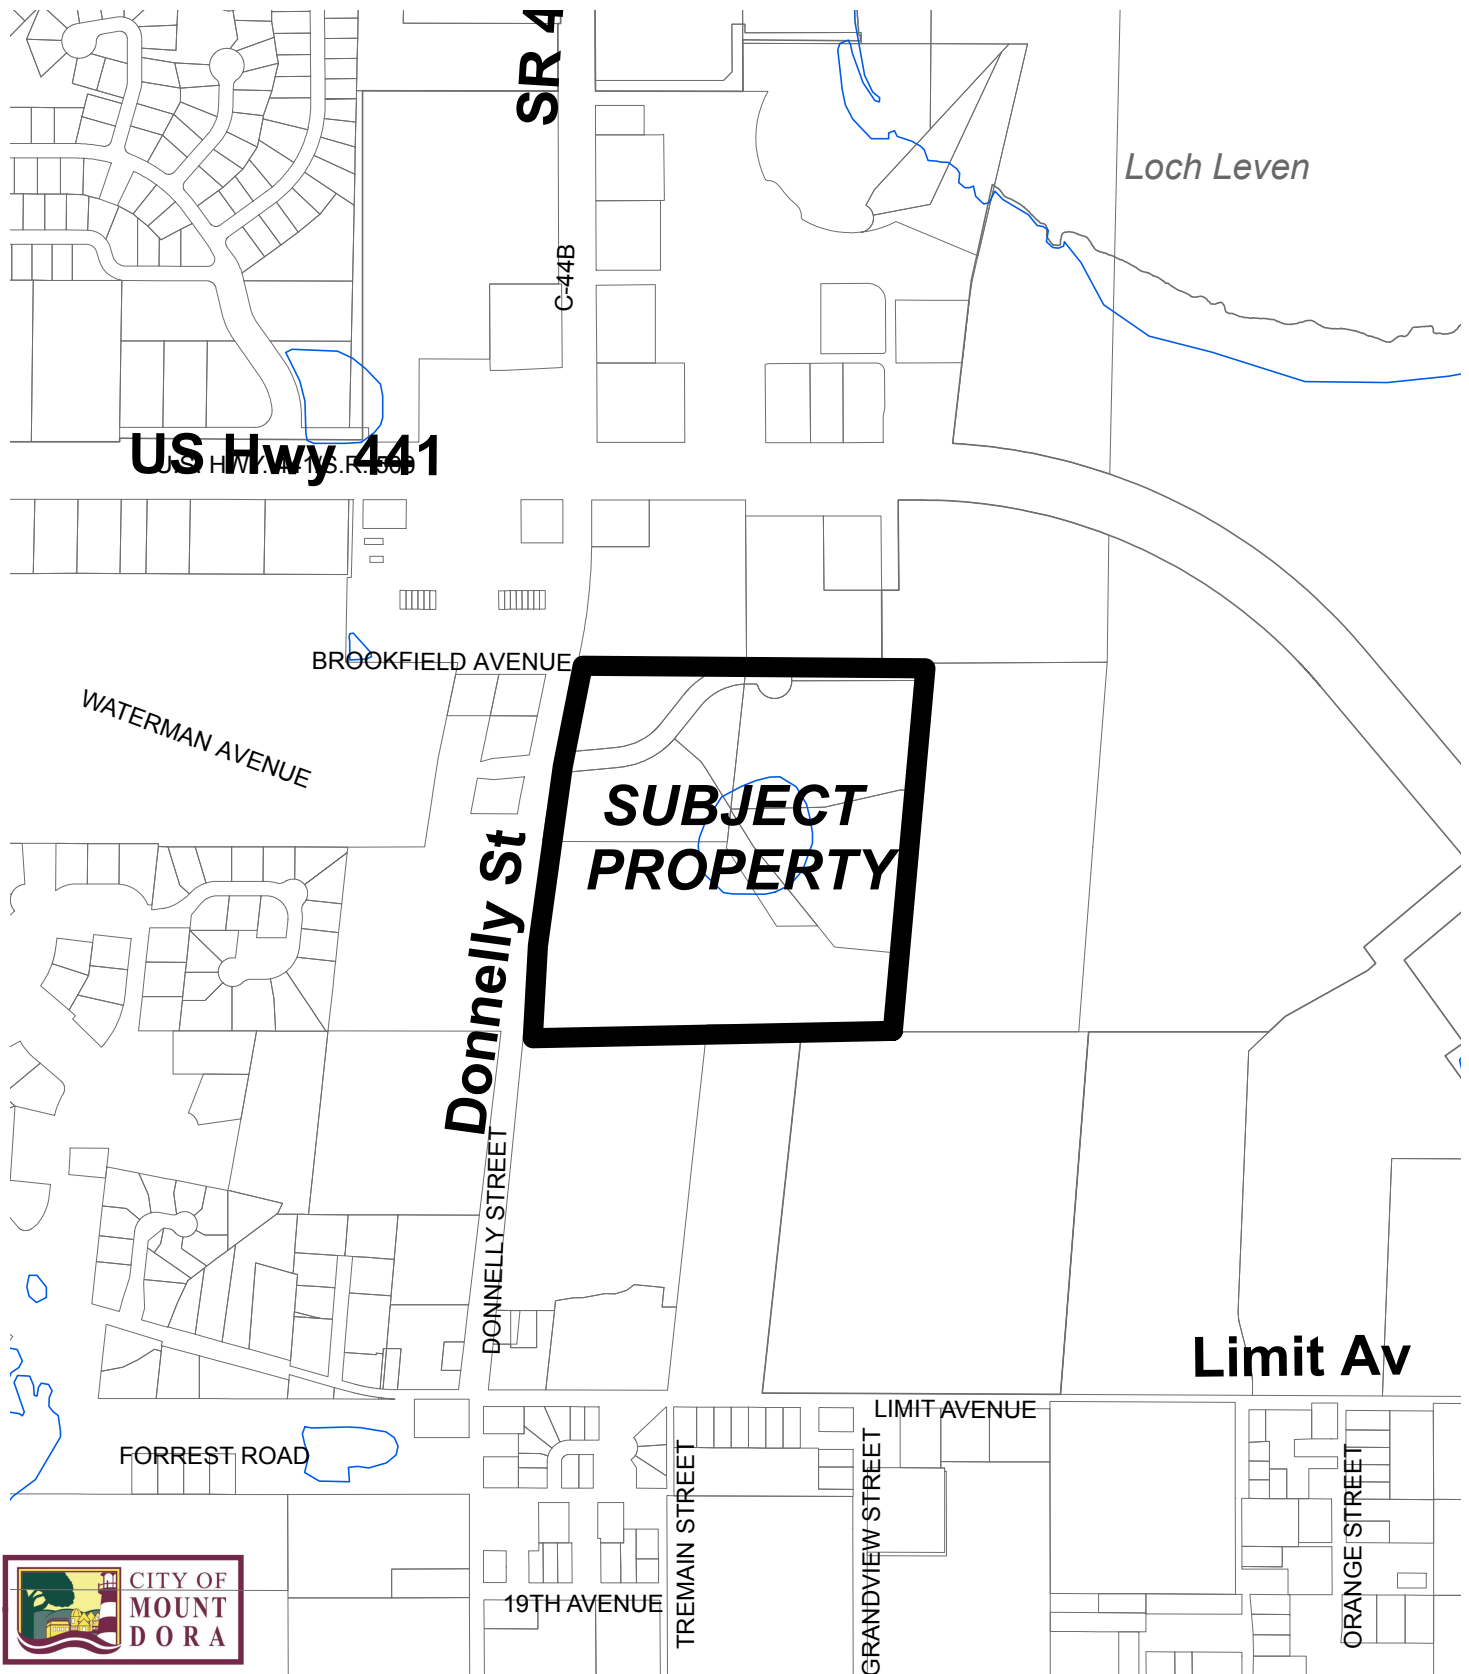 SR 4
Loch Leven
C-44B
US Hwy 441
BROOKFIELD AVENUE
WATERMAN AVENUE
SUBJECT
PROPERTY
Donnelly St
DONNELLY STREET
Limit Av
LIMIT AVENUE
FORREST ROAD
TREMAIN STREET
GRANDVIEW STREET
ORANGE STREET
19TH AVENUE
CITY OF
MOUNT
DORA